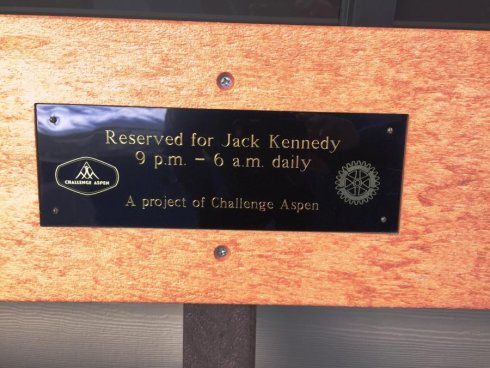 Reserved for Jack Kennedy
9 p.m. – 6 a.m. daily
CHALLENGE ASPEN
A project of Challenge Aspen